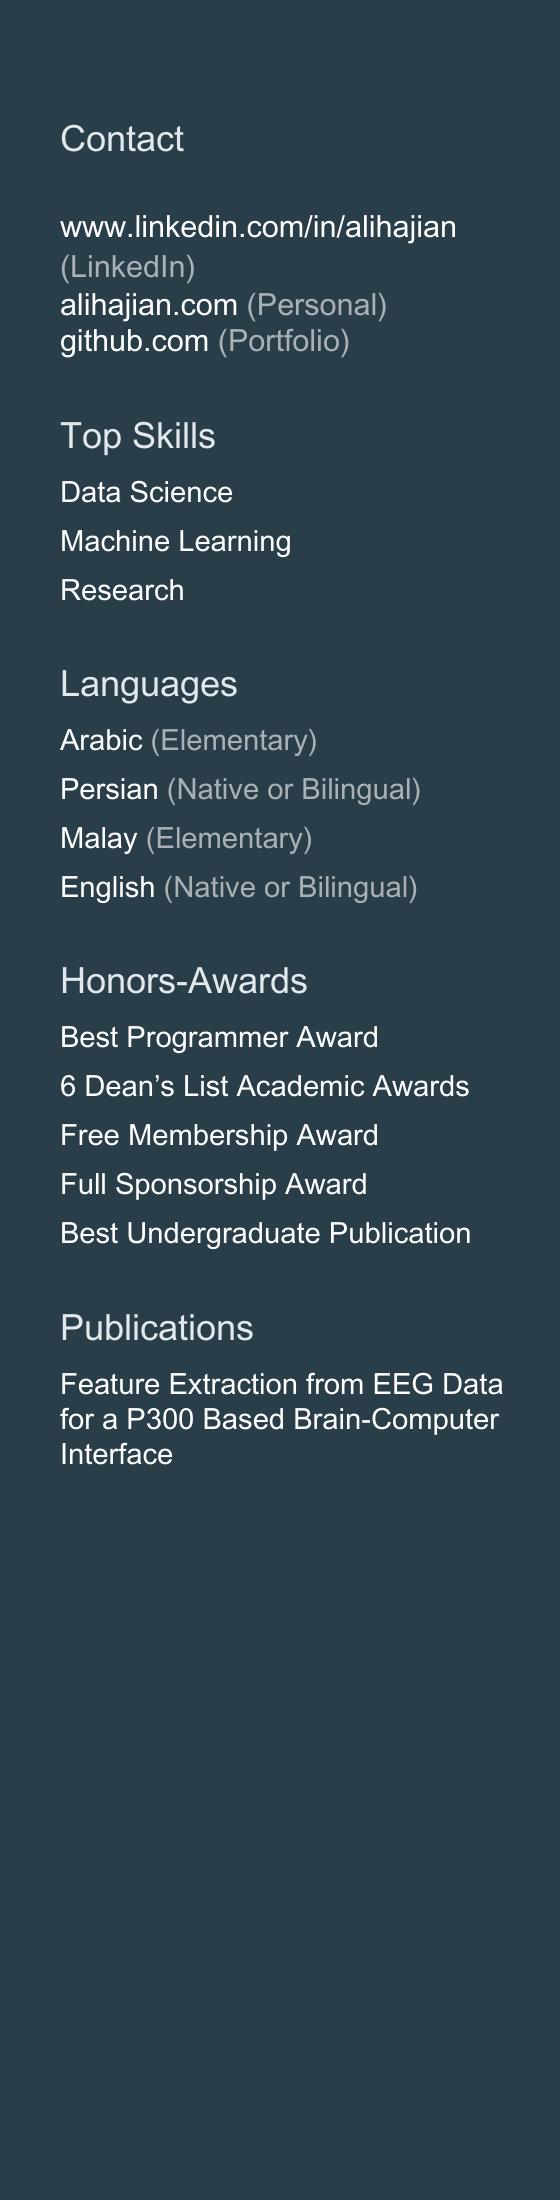 Contact
www.linkedin.com/in/alihajian
(LinkedIn)
alihajian.com (Personal)
github.com (Portfolio)
Top Skills
Data Science
Machine Learning
Research
Languages
Arabic (Elementary)
Persian (Native or Bilingual)
Malay (Elementary)
English (Native or Bilingual)
Honors-Awards
Best Programmer Award
6 Dean’s List Academic Awards
Free Membership Award
Full Sponsorship Award
Best Undergraduate Publication
Publications
Feature Extraction from EEG Data
for a P300 Based Brain-Computer
Interface